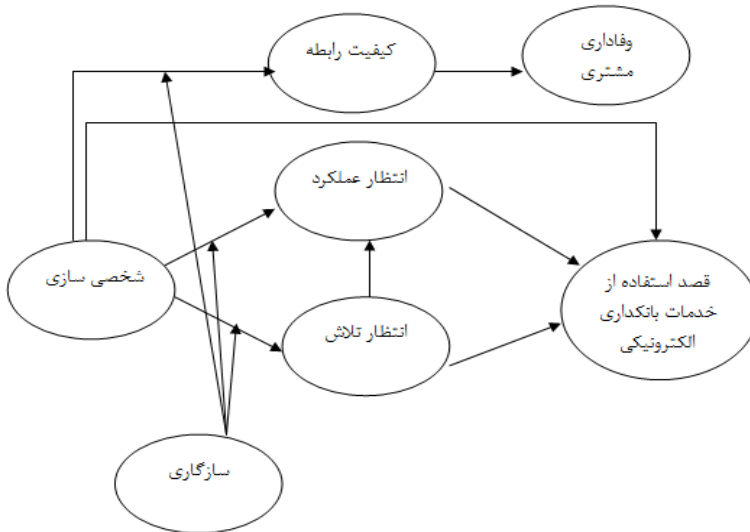 کیفیت رابطه
وفاداری
مشتری
انتظار عملکرد
شخصی سازی
قصد استفاده از
خدمات بانکداری
الکترونیکی
انتظار تلاش
سازگاری